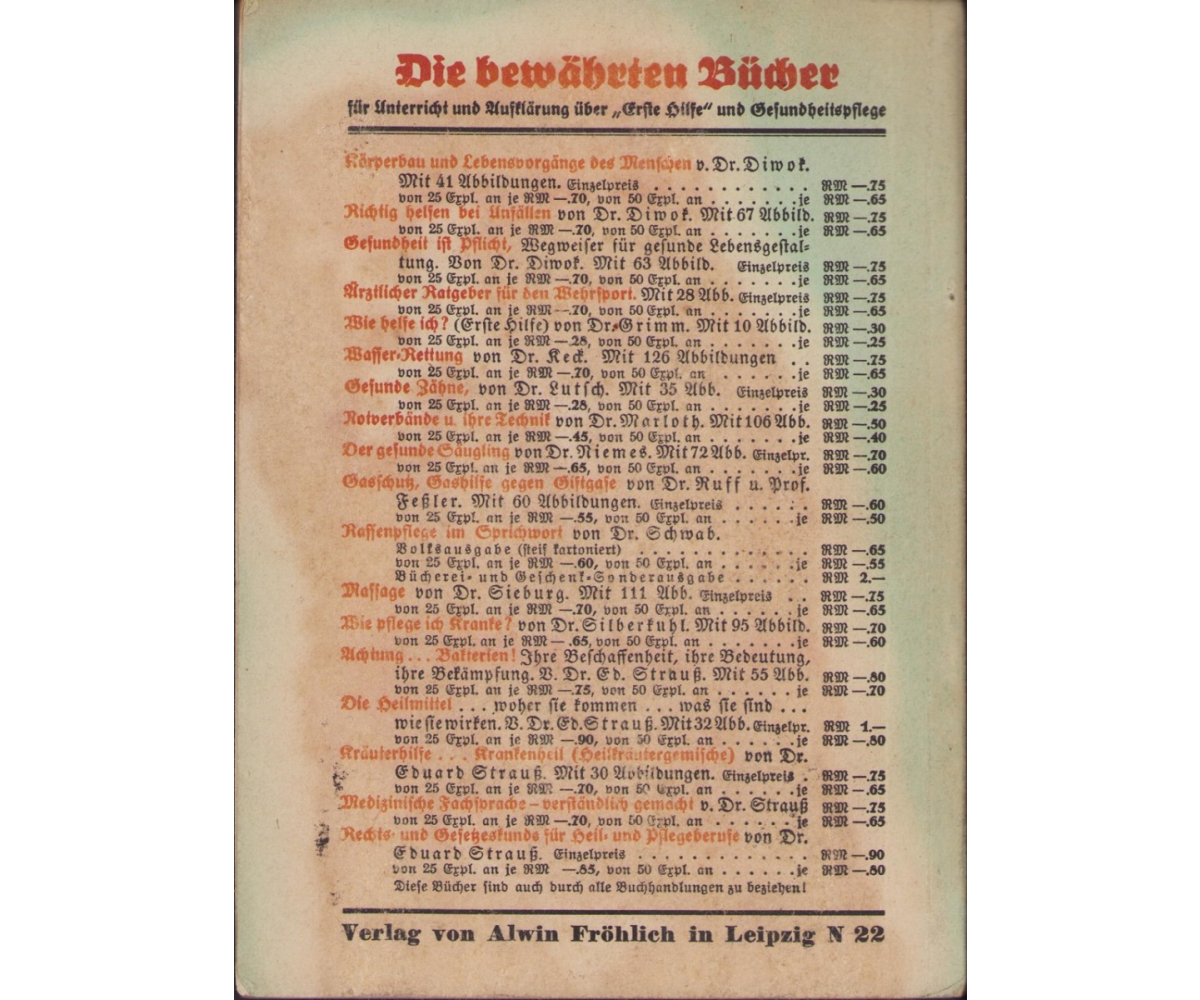 Die bewährten Bücher
für Unterricht und Aufklärung über „Erste Hilfe“ und Gesundheitspflege
Körperbau und Lebensvorgänge des Menschen v. Dr. Diwok.
Mit 41 Abbildungen. Einzelpreis . . . . . . . . . . . . RM —.75
von 25 Expl. an je RM —.70, von 50 Expl. an . . . . . . . je RM —.65
Richtig helfen bei Unfällen von Dr. Diwok. Mit 67 Abbild. RM —.75
von 25 Expl. an je RM —.70, von 50 Expl. an . . . . . . . je RM —.65
Gesundheit ist Pflicht, Wegweiser für gesunde Lebensgestal-
tung. Von Dr. Diwok. Mit 63 Abbild. Einzelpreis RM —.75
von 25 Expl. an je RM —.70, von 50 Expl. an . . . . . . . je RM —.65
Ärztlicher Ratgeber für den Wehrsport. Mit 28 Abb. Einzelpreis RM —.75
von 25 Expl. an je RM —.70, von 50 Expl. an . . . . . . . je RM —.65
Wie helfe ich? (Erste Hilfe) von Dr. Grimm. Mit 10 Abbild. RM —.30
von 25 Expl. an je RM —.28, von 50 Expl. an . . . . . . . je RM —.25
Wasser-Rettung von Dr. Keck. Mit 126 Abbildungen . . RM —.75
von 25 Expl. an je RM —.70, von 50 Expl. an . . . . . . . je RM —.65
Gesunde Zähne, von Dr. Lutsch. Mit 35 Abb. Einzelpreis RM —.30
von 25 Expl. an je RM —.28, von 50 Expl. an . . . . . . . je RM —.25
Notverbände u. ihre Technik von Dr. Marloth. Mit 106 Abb. RM —.50
von 25 Expl. an je RM —.45, von 50 Expl. an . . . . . . . je RM —.40
Der gesunde Säugling von Dr. Niemes. Mit 72 Abb. Einzelpr. RM —.70
von 25 Expl. an je RM —.65, von 50 Expl. an . . . . . . . je RM —.60
Gasschutz, Gashilfe gegen Giftgase von Dr. Ruff u. Prof.
Feßler. Mit 60 Abbildungen. Einzelpreis . . . . . . RM —.60
von 25 Expl. an je RM —.55, von 50 Expl. an . . . . . . . je RM —.50
Rassenpflege im Sprichwort von Dr. Schwab.
Volksausgabe (steif kartoniert) . . . . . . . . . . . . . RM —.65
von 25 Expl. an je RM —.60, von 50 Expl. an . . . . . . . je RM —.55
Bücherei- und Geschenk-Sonderausgabe . . . . . . RM 2.—
Massage von Dr. Sieburg. Mit 111 Abb. Einzelpreis . . RM —.75
von 25 Expl. an je RM —.70, von 50 Expl. an . . . . . . . je RM —.65
Wie pflege ich Kranke? von Dr. Silberkuhl. Mit 95 Abbild. RM —.70
von 25 Expl. an je RM —.65, von 50 Expl. an . . . . . . . je RM —.60
Achtung ... Bakterien! Ihre Beschaffenheit, ihre Bedeutung,
ihre Bekämpfung. V. Dr. Ed. Strauß. Mit 55 Abb. RM —.80
von 25 Expl. an je RM —.75, von 50 Expl. an . . . . . . . je RM —.70
Die Heilmittel ... woher sie kommen ... was sie sind ...
wie sie wirken. V. Dr. Ed. Strauß. Mit 32 Abb. Einzelpr. RM 1.—
von 25 Expl. an je RM —.90, von 50 Expl. an . . . . . . . je RM —.80
Kräuterhilfe ... Krankenheil (Heilkräutergemische) von Dr.
Eduard Strauß. Mit 30 Abbildungen. Einzelpreis . RM —.75
von 25 Expl. an je RM —.70, von 50 Expl. an . . . . . . . je RM —.65
Medizinische Fachsprache – verständlich gemacht v. Dr. Strauß RM —.75
von 25 Expl. an je RM —.70, von 50 Expl. an . . . . . . . je RM —.65
Rechts- und Gesetzeskunde für Heil- und Pflegeberufe von Dr.
Eduard Strauß. Einzelpreis . . . . . . . . . . . . . RM —.90
von 25 Expl. an je RM —.85, von 50 Expl. an . . . . . . . je RM —.80
Diese Bücher sind auch durch alle Buchhandlungen zu beziehen!
Verlag von Alwin Fröhlich in Leipzig N 22